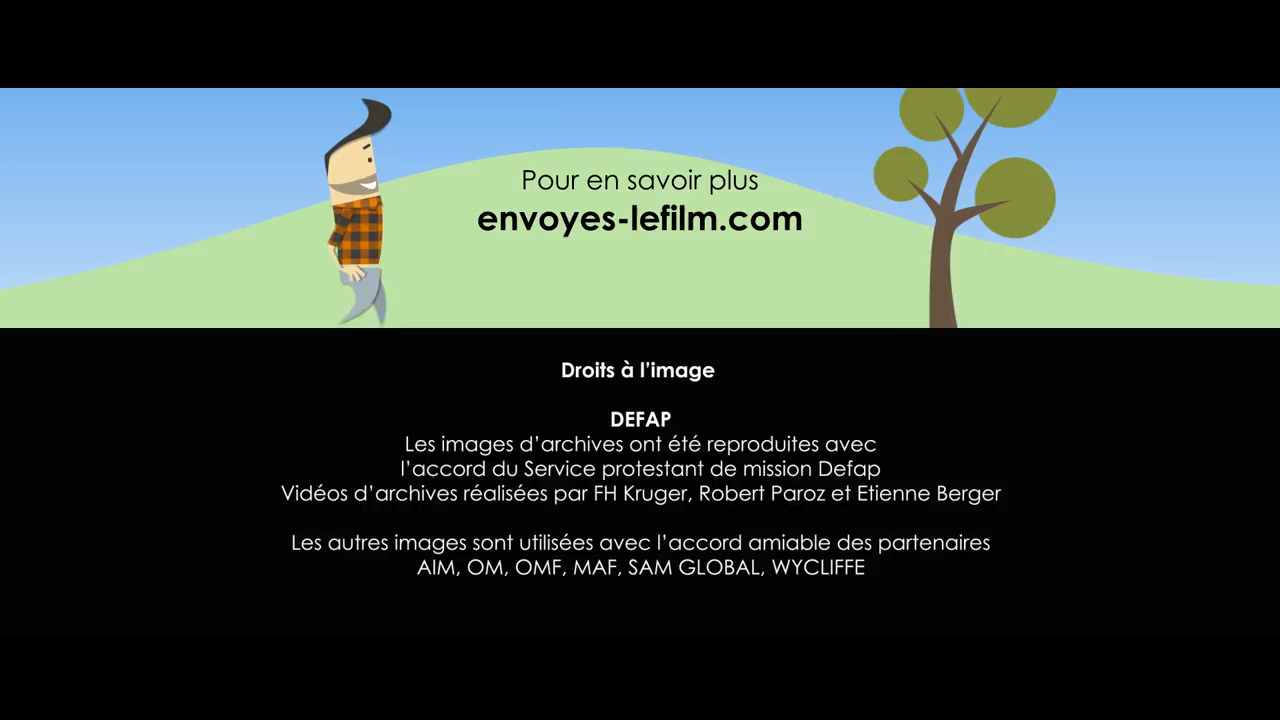 Pour en savoir plus
envoyes-lefilm.com
Droits à l’image
DEFAP
Les images d’archives ont été reproduites avec
l’accord du Service protestant de mission Defap
Vidéos d’archives réalisées par FH Kruger, Robert Paroz et Etienne Berger
Les autres images sont utilisées avec l’accord amiable des partenaires
AIM, OM, OMF, MAF, SAM GLOBAL, WYCLIFFE